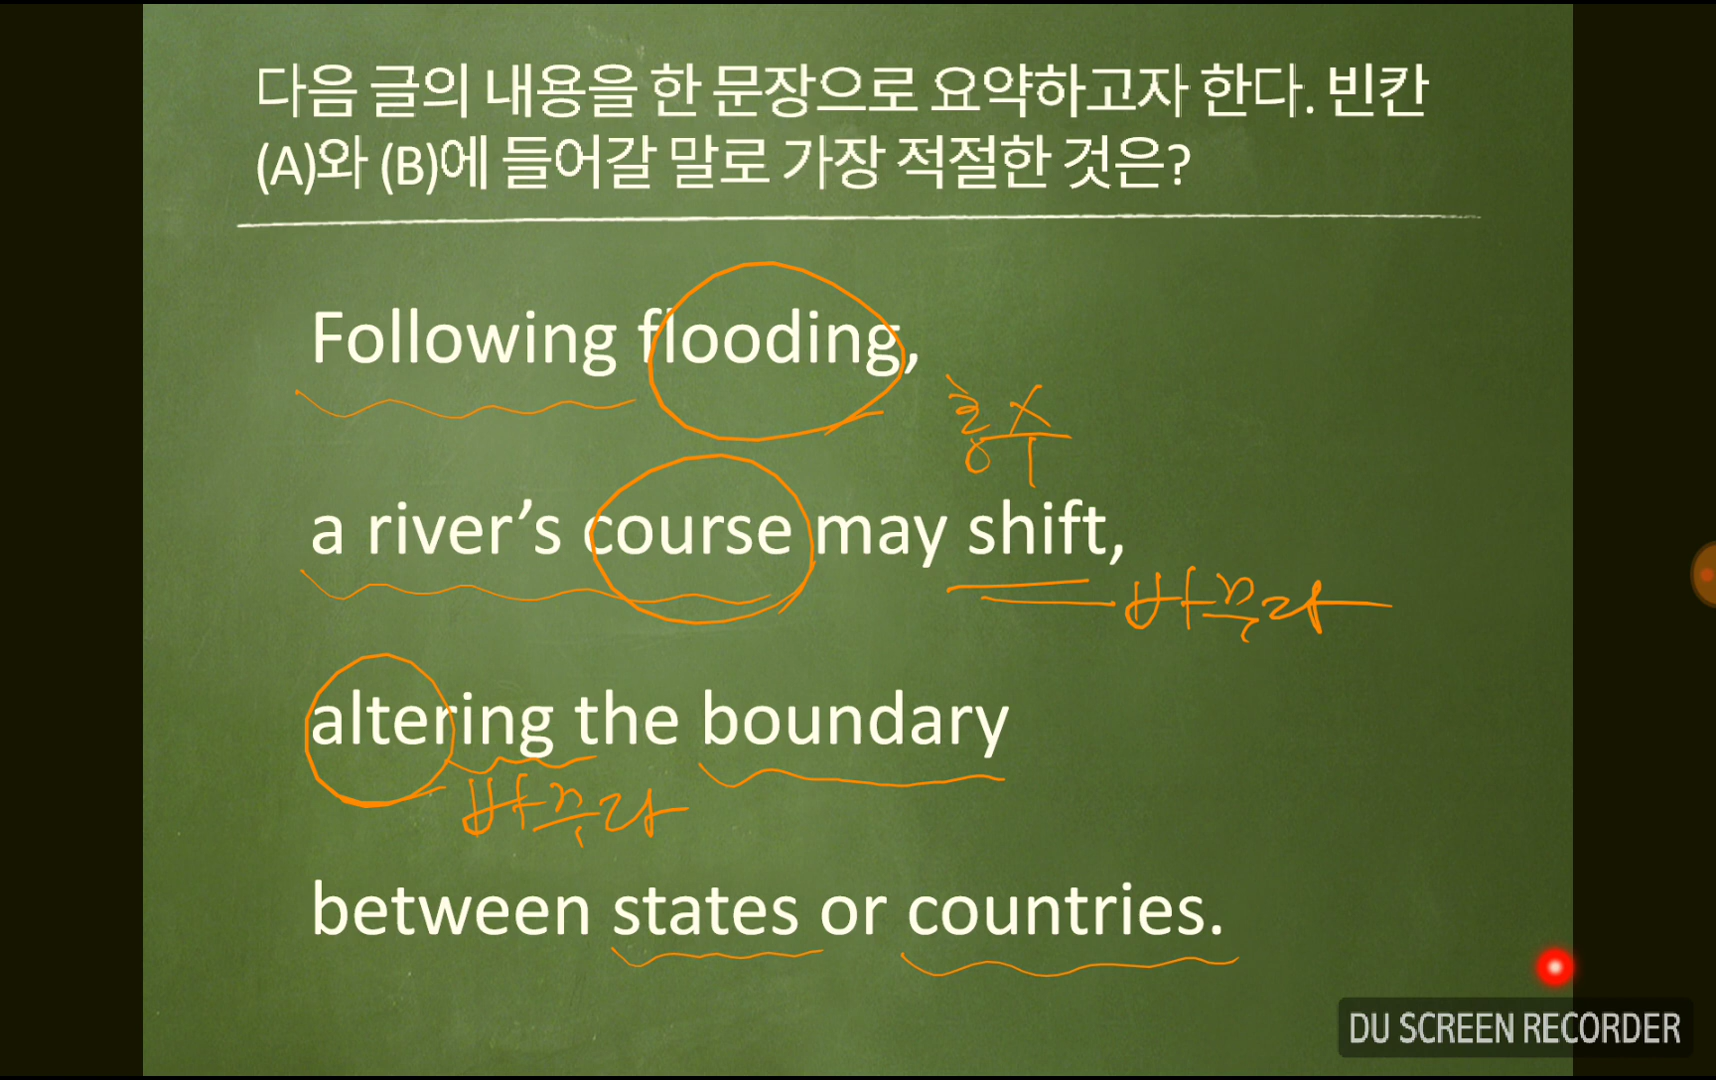 다음 글의 내용을 한 문장으로 요약하고자 한다. 빈칸
(A)와 (B)에 들어갈 말로 가장 적절한 것은?
Following flooding,
홍수
a river's course may shift,
바꾸다
altering the boundary
바꾸다
between states or countries.
DU SCREEN RECORDER